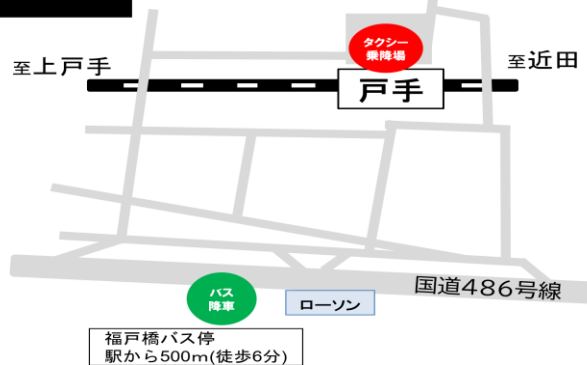 タクシー
乗降場
至上戸手
至近田
戸手
国道486号線
バス
降車
ローソン
福戸橋バス停
駅から500m(徒歩6分)